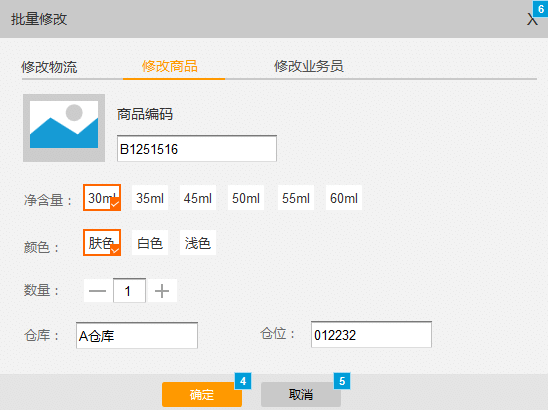 批量修改 X 6
修改物流 修改商品 修改业务员
商品编码
B1251516
净含量： 30ml 35ml 45ml 50ml 55ml 60ml
颜色： 肤色 白色 浅色
数量： — 1 +
仓库： A仓库 仓位： 012232
确定 4 取消 5